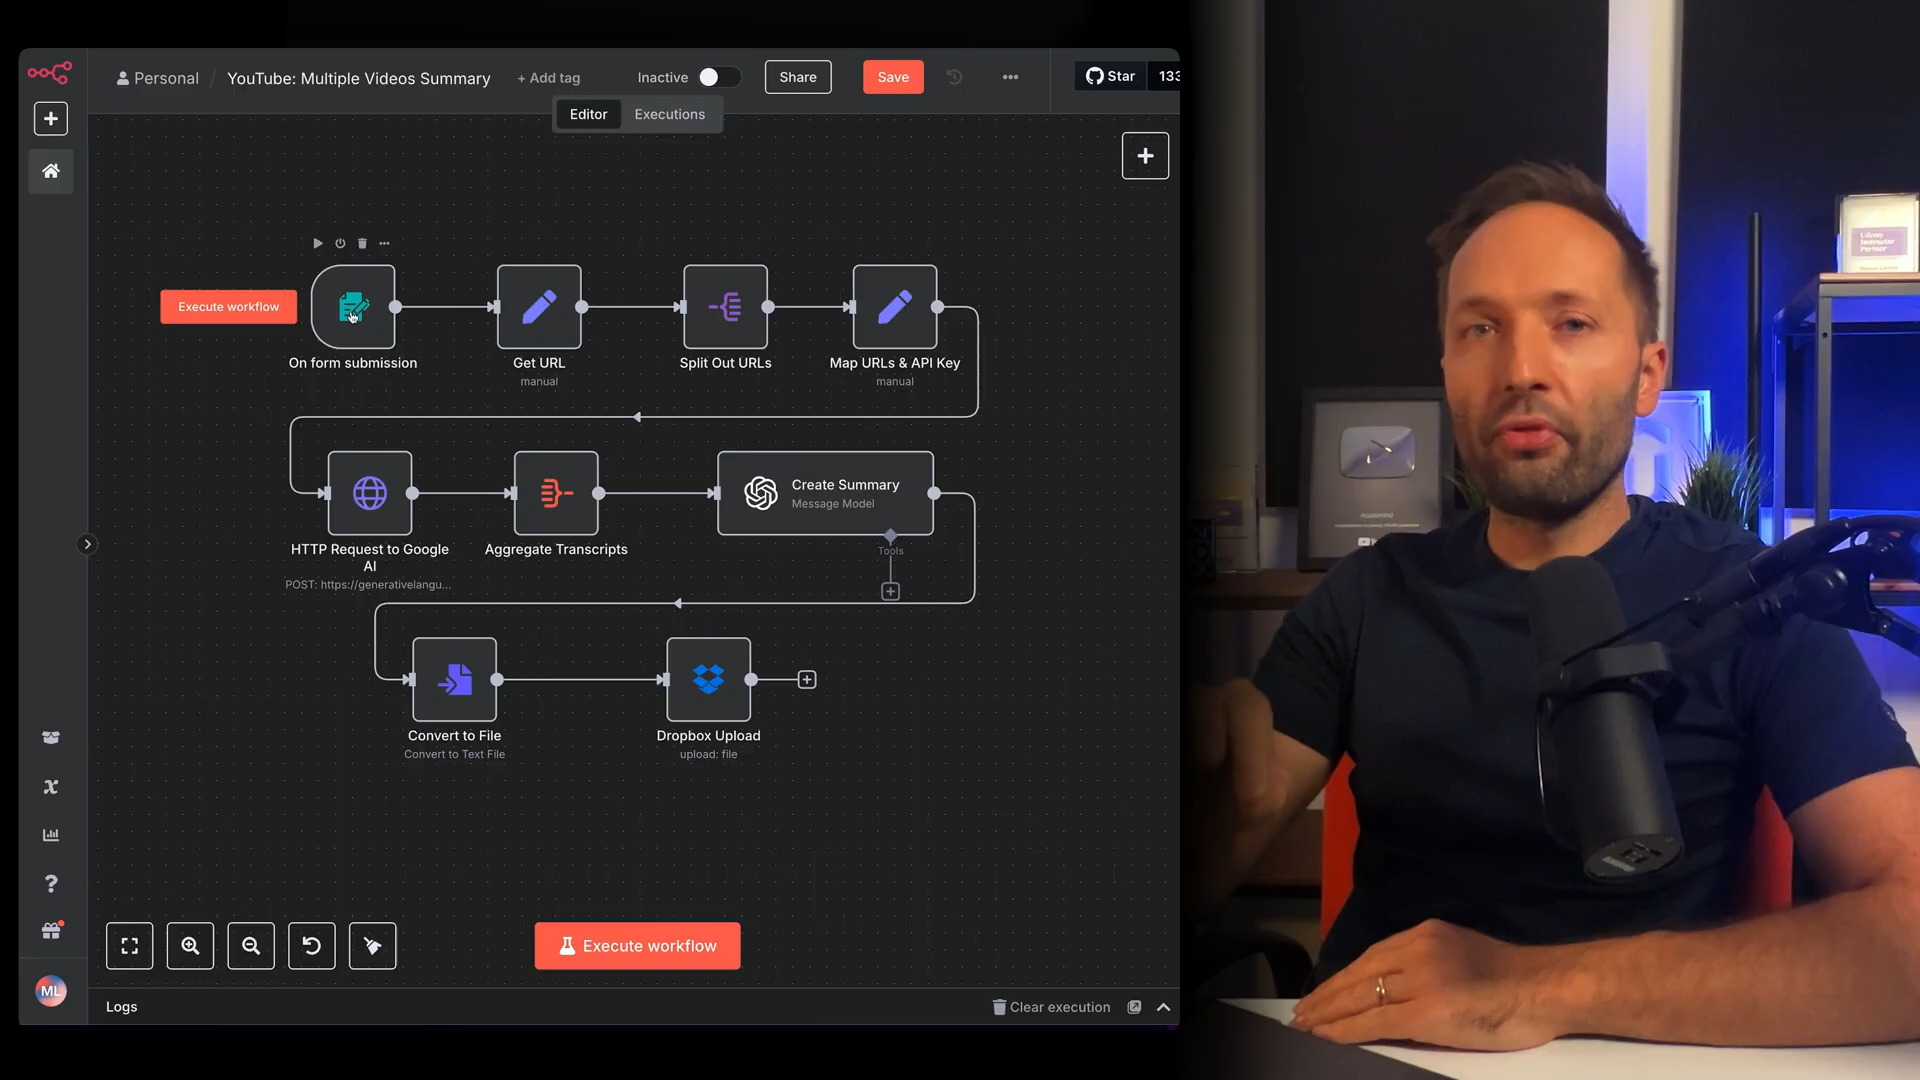 Personal / YouTube: Multiple Videos Summary + Add tag Inactive Share Save Star 133
Editor Executions
Execute workflow
On form submission
Get URL
manual
Split Out URLs
Map URLs & API Key
manual
HTTP Request to Google
AI
POST: https://generativelangu...
Aggregate Transcripts
Create Summary
Message Model
Tools
Convert to File
Convert to Text File
Dropbox Upload
upload: file
Execute workflow
ML
Logs
Clear execution
Udemy
Instructor
Partner